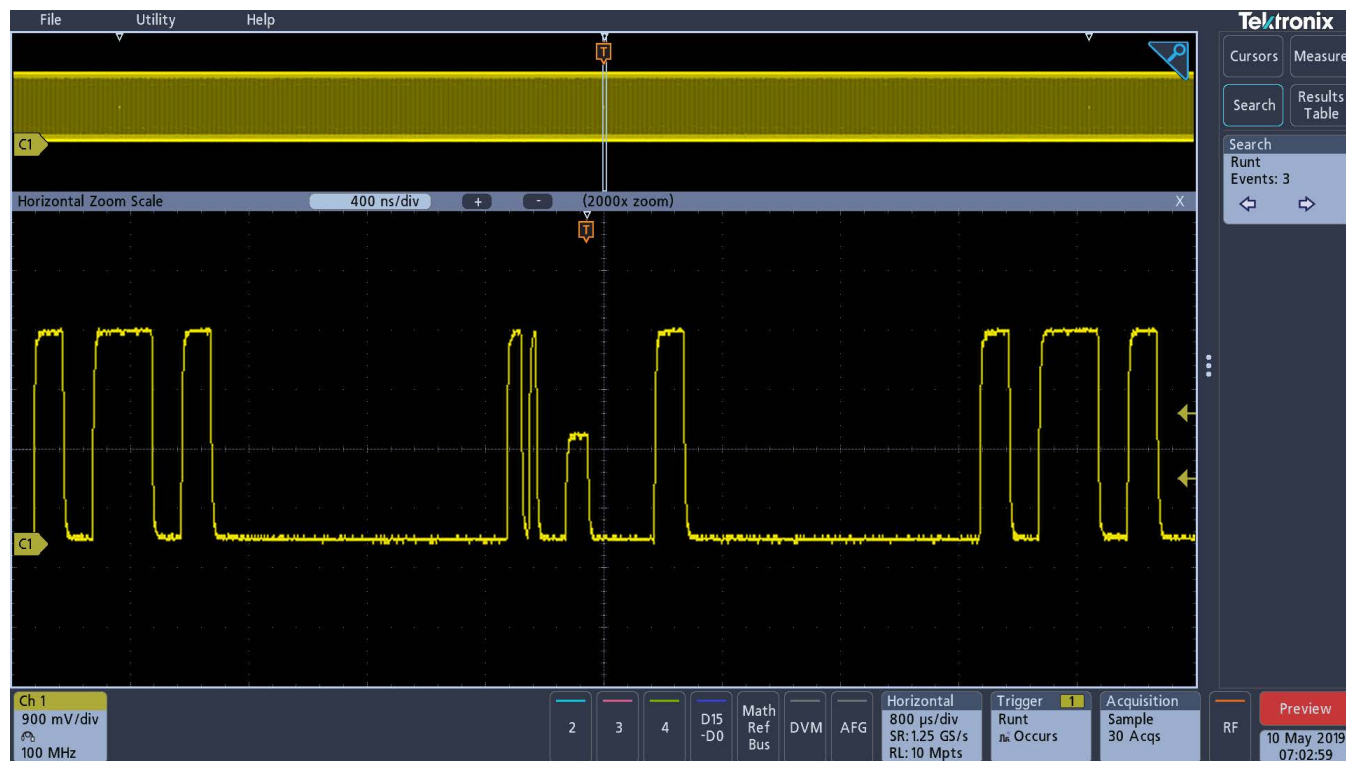 File Utility Help
Tektronix
T
Cursors Measure
Search Results Table
C1
Search
Runt
Events: 3
Horizontal Zoom Scale 400 ns/div + - (2000x zoom) X
T
C1
Ch 1
900 mV/div
100 MHz
2 3 4
D15
-D0
Math
Ref
Bus
DVM AFG
Horizontal
800 µs/div
SR: 1.25 GS/s
RL: 10 Mpts
Trigger 1
Runt
Occurs
Acquisition
Sample
30 Acqs
RF
Preview
10 May 2019
07:02:59